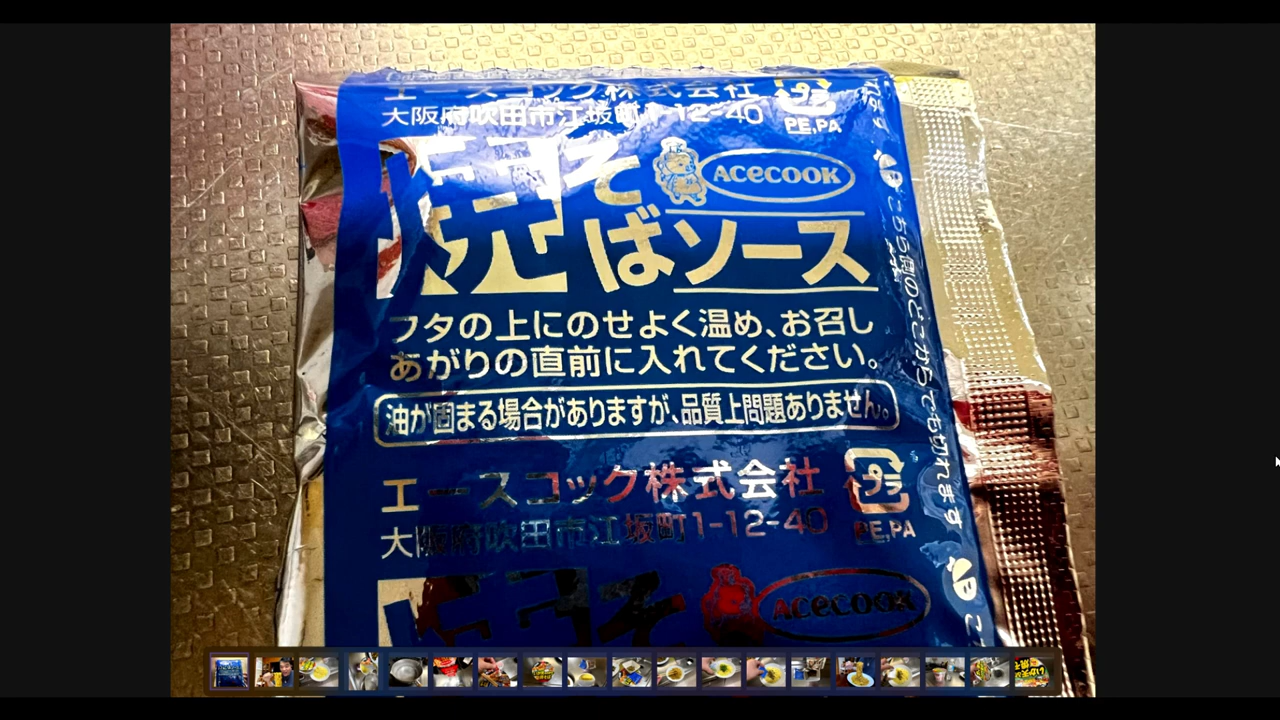 エースコック株式会社
大阪府吹田市江坂町1-12-40
PE,PA
焼そばソース
Acecook
フタの上にのせよく温め、お召し
あがりの直前に入れてください。
油が固まる場合がありますが、品質上問題ありません。
エースコック株式会社
大阪府吹田市江坂町1-12-40
プラ
PE,PA
Acecook
こちら側のどこからでも切れます